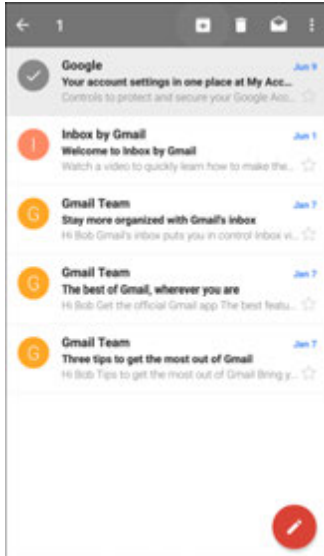 1
Google
Jun 9
Your account settings in one place at My Acc...
Controls to protect and secure your Google Acc...
I
Inbox by Gmail
Jun 1
Welcome to Inbox by Gmail
Watch a video to quickly learn how to make the...
G
Gmail Team
Jan 7
Stay more organized with Gmail's inbox
Hi Bob Gmail's inbox puts you in control Inbox vi...
G
Gmail Team
Jan 7
The best of Gmail, wherever you are
Hi Bob Get the official Gmail app The best featu...
G
Gmail Team
Jan 7
Three tips to get the most out of Gmail
Hi Bob Tips to get the most out of Gmail Bring y...